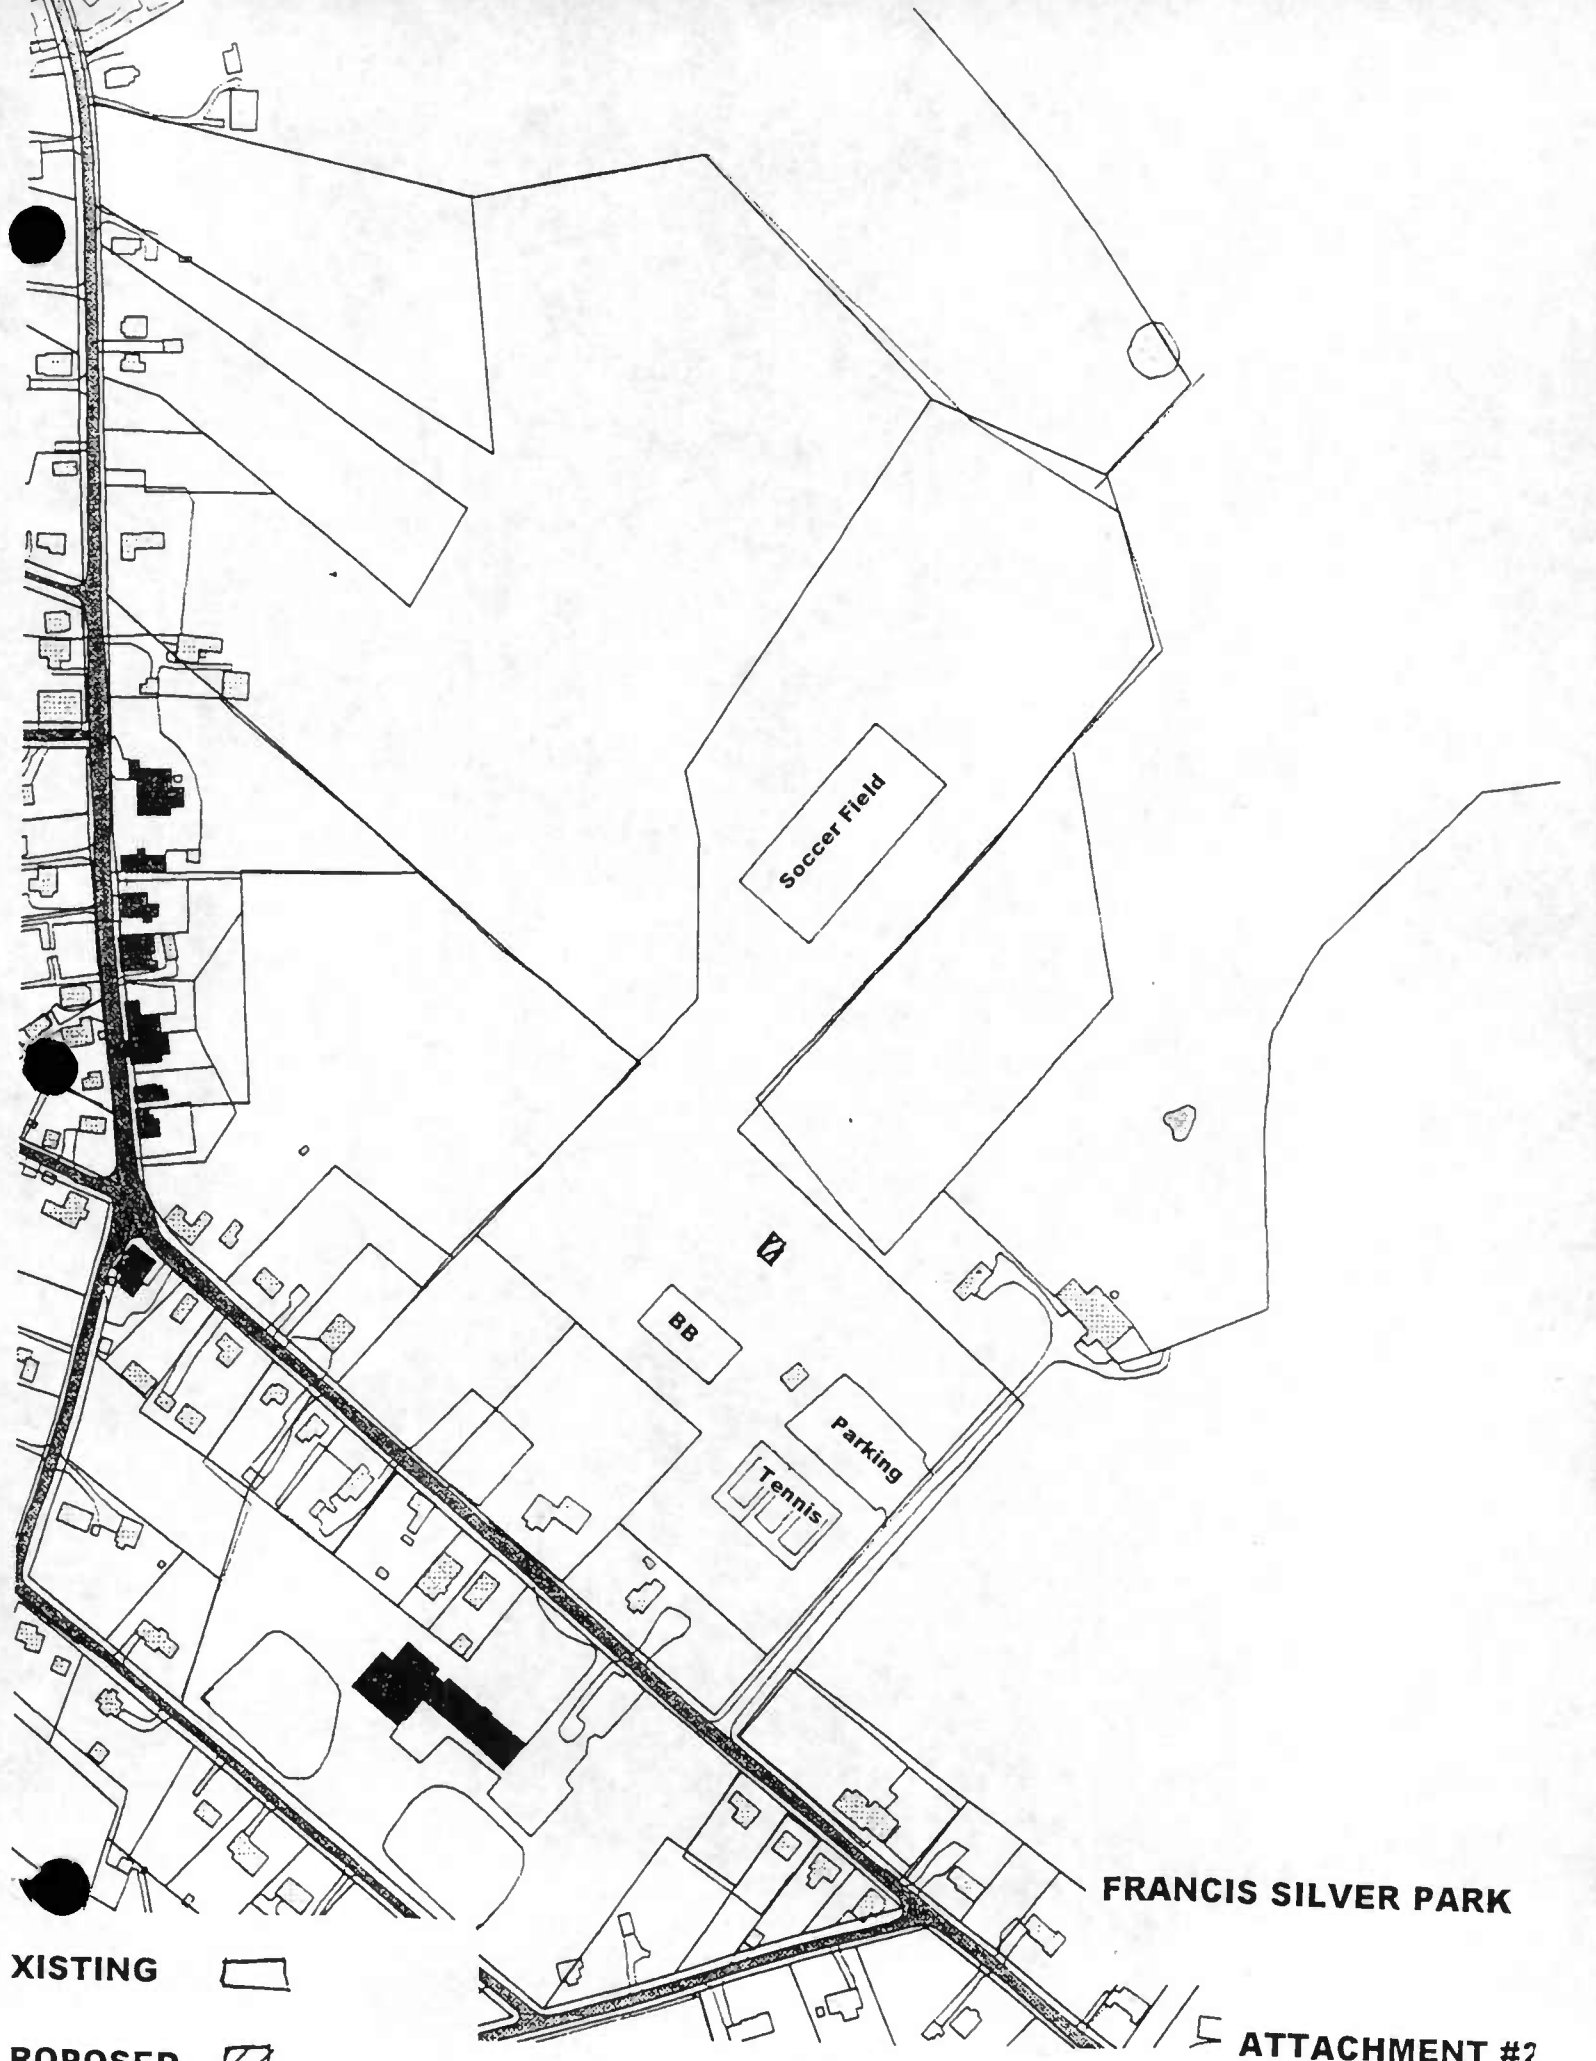 Soccer Field
BB
Parking
Tennis
FRANCIS SILVER PARK
XISTING
ROPOSED
ATTACHMENT #2